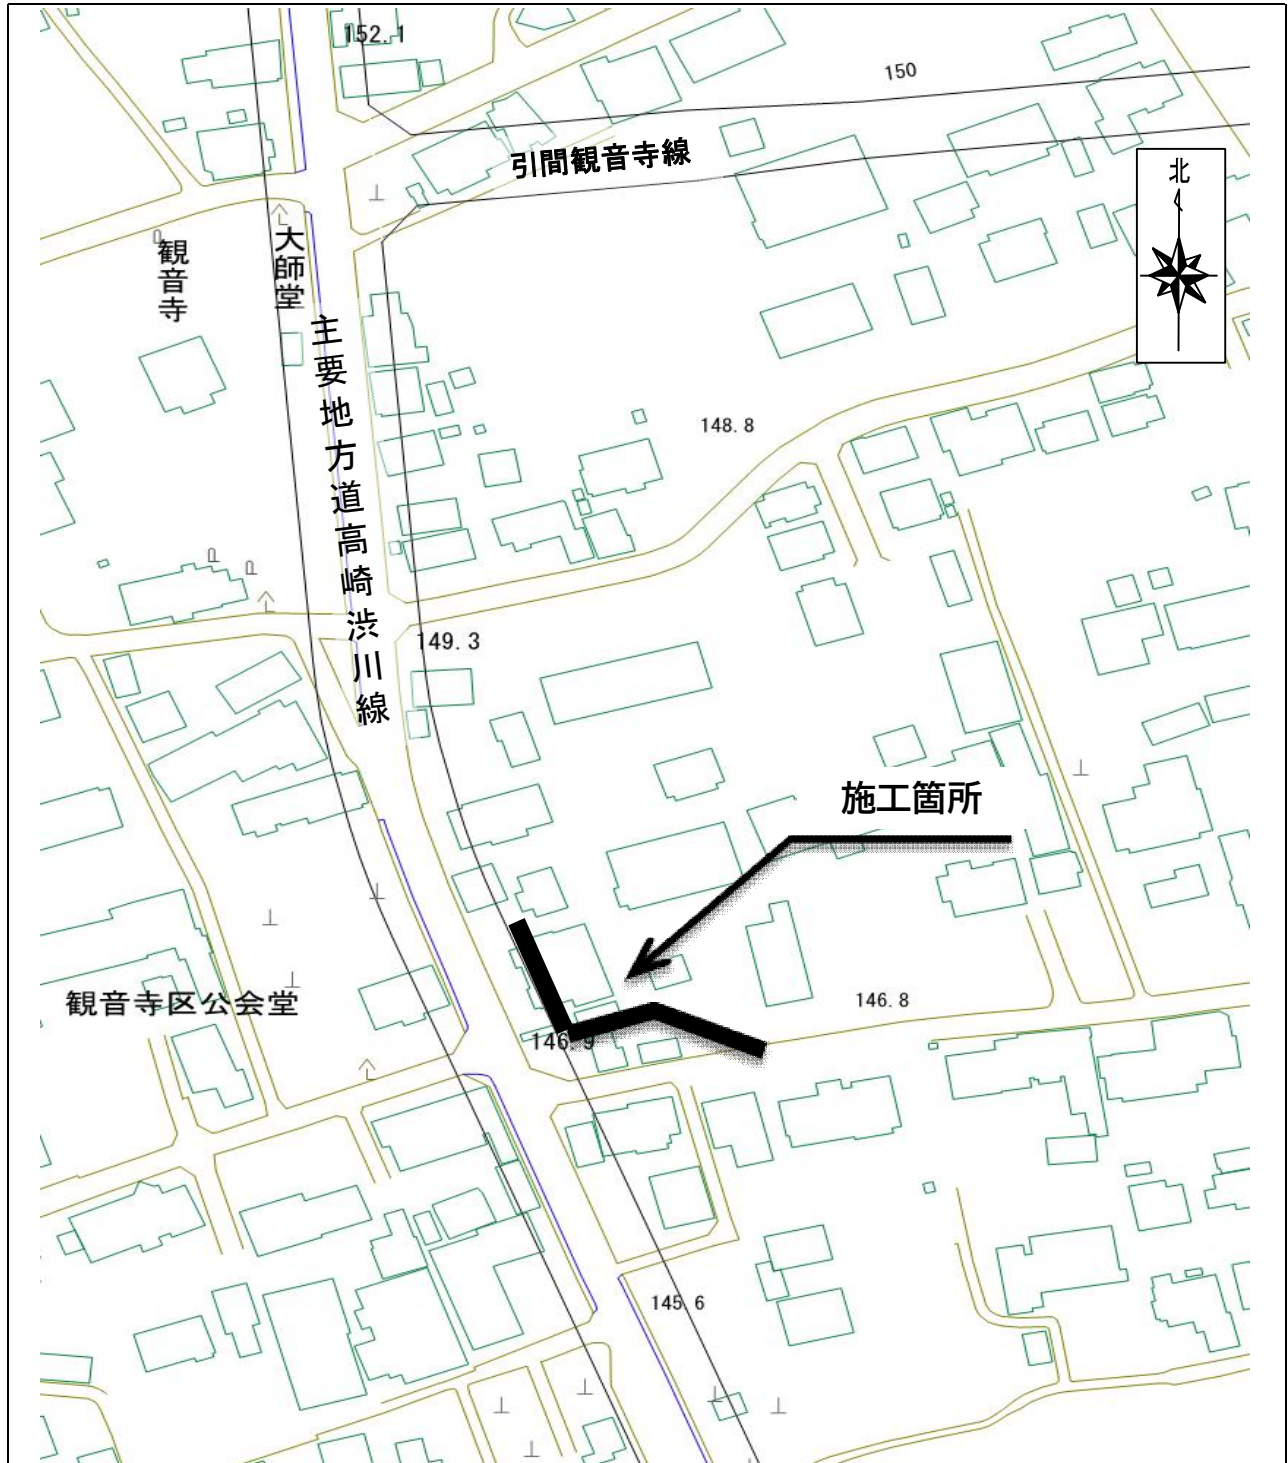 152.1
150
引間観音寺線
北
観音寺
大師堂
主要地方道高崎渋川線
148.8
149.3
施工箇所
146.8
観音寺区公会堂
146.9
145.6